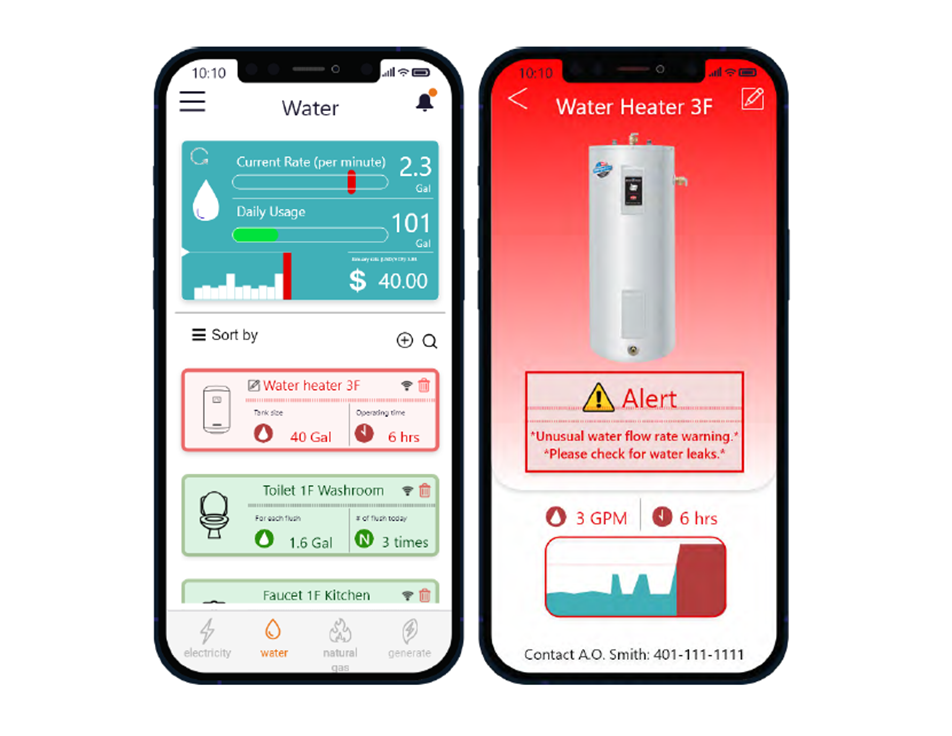 10:10
Water
Current Rate (per minute)
2.3
Gal
Daily Usage
101
Gal
$ 40.00
Sort by
Water heater 3F
Tank size
Operating time
40 Gal
6 hrs
Toilet 1F Washroom
For each flush
# of flush today
1.6 Gal
N
3 times
Faucet 1F Kitchen
electricity
water
natural
gas
generate
10:10
Water Heater 3F
Alert
*Unusual water flow rate warning.*
*Please check for water leaks.*
3 GPM
6 hrs
Contact A.O. Smith: 401-111-1111